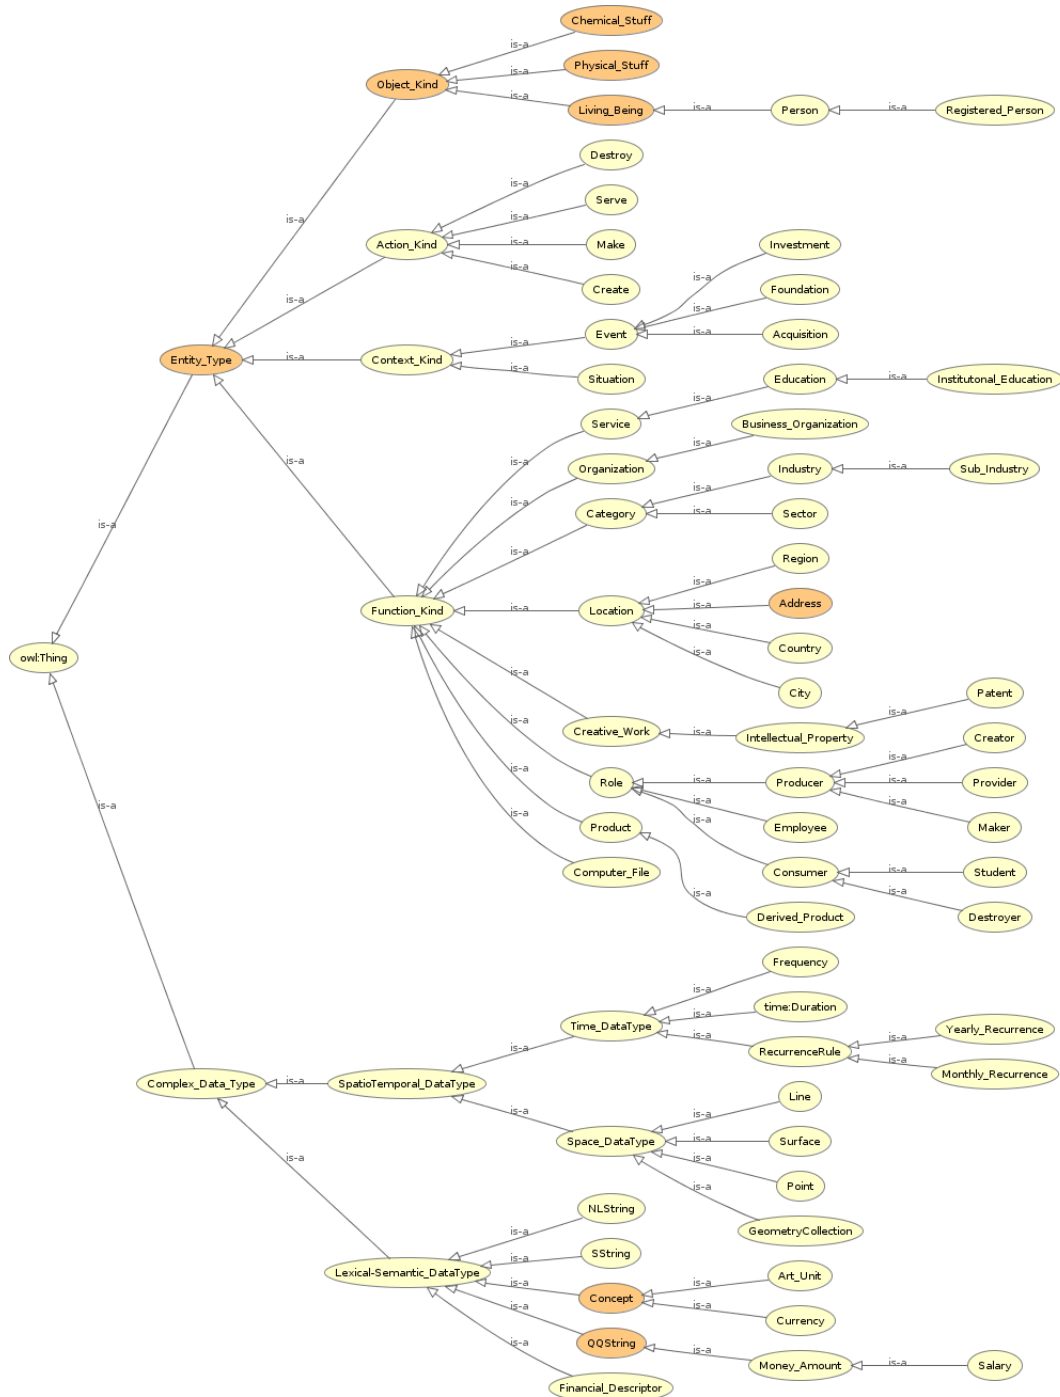 Chemical_Stuff
is-a
Physical_Stuff
is-a
Object_Kind
is-a
Living_Being
is-a
Person
is-a
Registered_Person
Destroy
is-a
Serve
is-a
is-a
Action_Kind
is-a
Make
is-a
Create
is-a
Investment
is-a
Foundation
is-a
Event
is-a
Acquisition
is-a
Entity_Type
is-a
Context_Kind
is-a
Situation
Education
is-a
Institutonal_Education
is-a
Service
Business_Organization
is-a
is-a
is-a
Organization
Industry
is-a
Sub_Industry
is-a
is-a
Category
is-a
Sector
is-a
is-a
Region
is-a
Address
is-a
Function_Kind
is-a
Location
is-a
Country
owl:Thing
is-a
City
is-a
Patent
is-a
Creative_Work
is-a
Intellectual_Property
is-a
Creator
is-a
Role
is-a
Producer
is-a
Provider
is-a
is-a
is-a
Product
is-a
Employee
Maker
is-a
Computer_File
Consumer
is-a
Student
is-a
is-a
Derived_Product
Destroyer
Frequency
is-a
time:Duration
is-a
Time_DataType
is-a
is-a
Yearly_Recurrence
is-a
RecurrenceRule
is-a
Monthly_Recurrence
Complex_Data_Type
is-a
SpatioTemporal_DataType
Line
is-a
is-a
Space_DataType
is-a
Surface
is-a
is-a
Point
is-a
NLString
is-a
GeometryCollection
SString
is-a
Lexical-Semantic_DataType
is-a
Art_Unit
is-a
Concept
is-a
Currency
is-a
QQString
is-a
is-a
Money_Amount
is-a
Salary
Financial_Descriptor